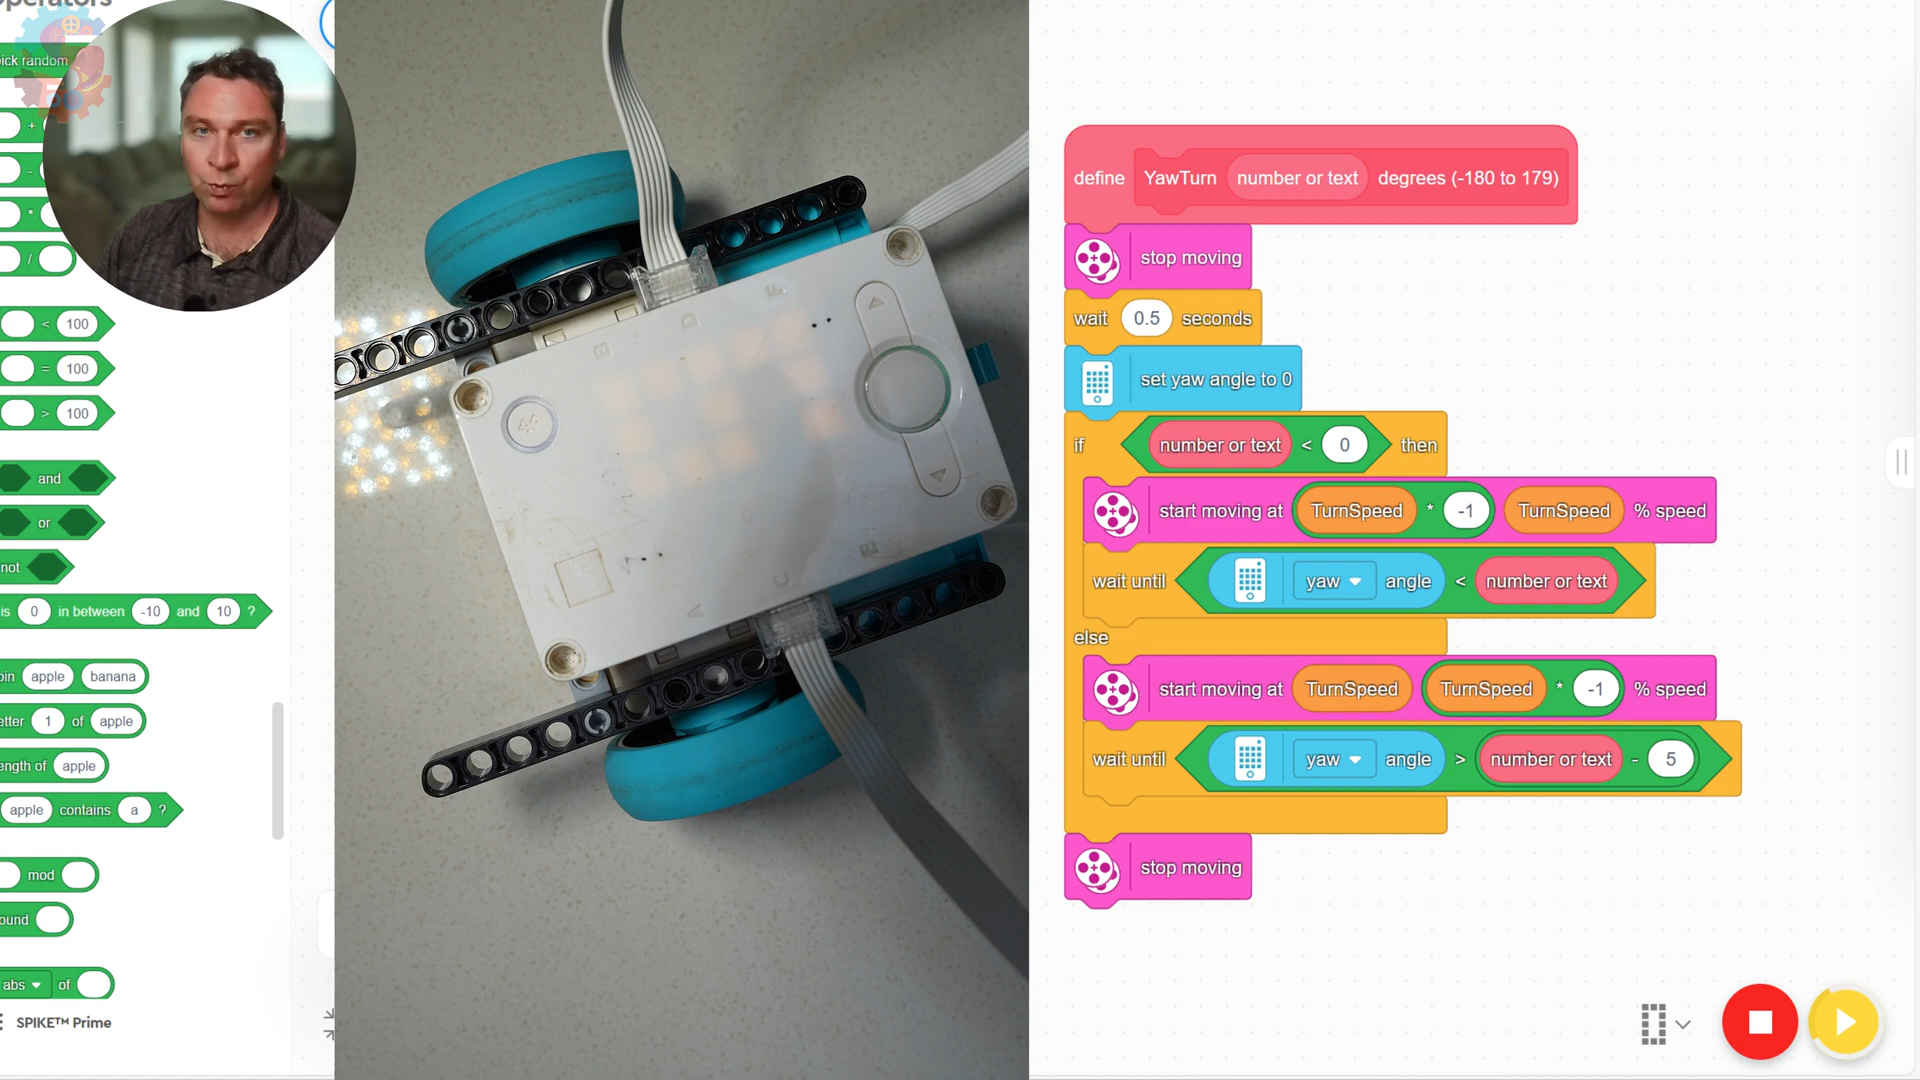 pick random
+
-
*
/
< 100
= 100
> 100
and
or
not
is 0 in between -10 and 10 ?
apple banana
1 of apple
length of apple
apple contains a ?
mod
abs of
SPIKE™ Prime
B
D
F
A
C
E
define YawTurn number or text degrees (-180 to 179)
stop moving
wait 0.5 seconds
set yaw angle to 0
if number or text < 0 then
start moving at TurnSpeed * -1 TurnSpeed % speed
wait until yaw angle < number or text
else
start moving at TurnSpeed TurnSpeed * -1 % speed
wait until yaw angle > number or text - 5
stop moving